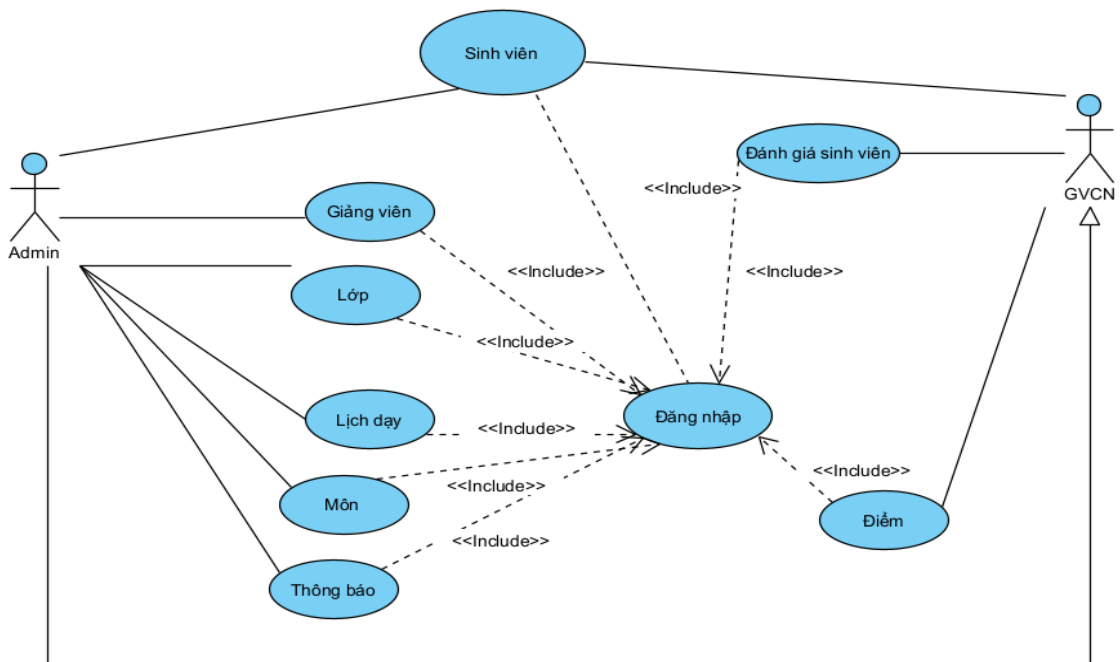 Sinh viên
Đánh giá sinh viên
<<Include>>
GVCN
Giảng viên
Admin
<<Include>>
<<Include>>
Lớp
<<Include>>
Đăng nhập
Lịch dạy
<<Include>>
<<Include>>
<<Include>>
Môn
Điểm
<<Include>>
Thông báo